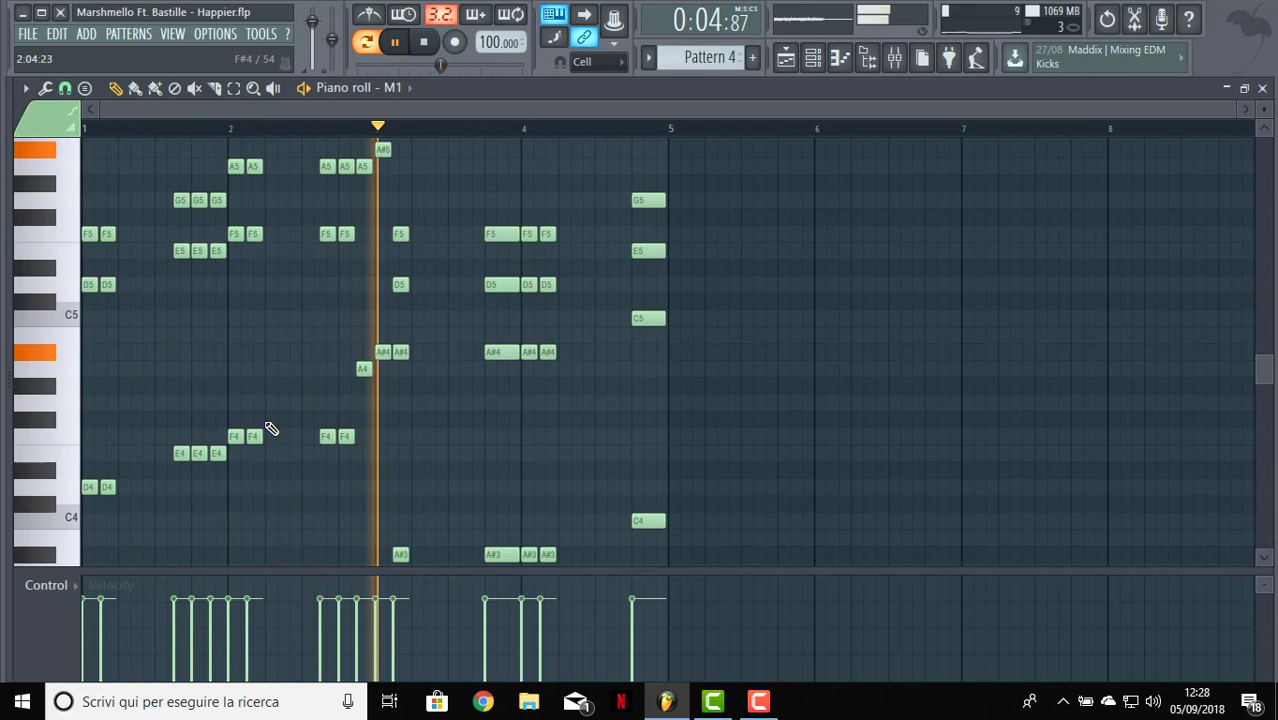 Marshmello Ft. Bastille - Happier.flp
FILE EDIT ADD PATTERNS VIEW OPTIONS TOOLS ?
2:04:23 F#4 / 54
3.2
100.000
Cell
0:04:87
M:S:CS
Pattern 4
9
1069 MB
3
27/08 Maddix | Mixing EDM
Kicks
Piano roll - M1
1 2 4 5 6 7 8
A#5
A5 A5 A5 A5 A5
G5 G5 G5 G5
F5 F5 F5 F5 F5 F5 F5 F5 F5 F5
E5 E5 E5 E5
D5 D5 D5 D5 D5 D5
C5 C5
A#4 A#4 A#4 A#4 A#4
A4
F4 F4 F4 F4
E4 E4 E4
D4 D4
C4 C4
A#3 A#3 A#3 A#3
Control Velocity
Scrivi qui per eseguire la ricerca
1
N
12:28
05/09/2018
18